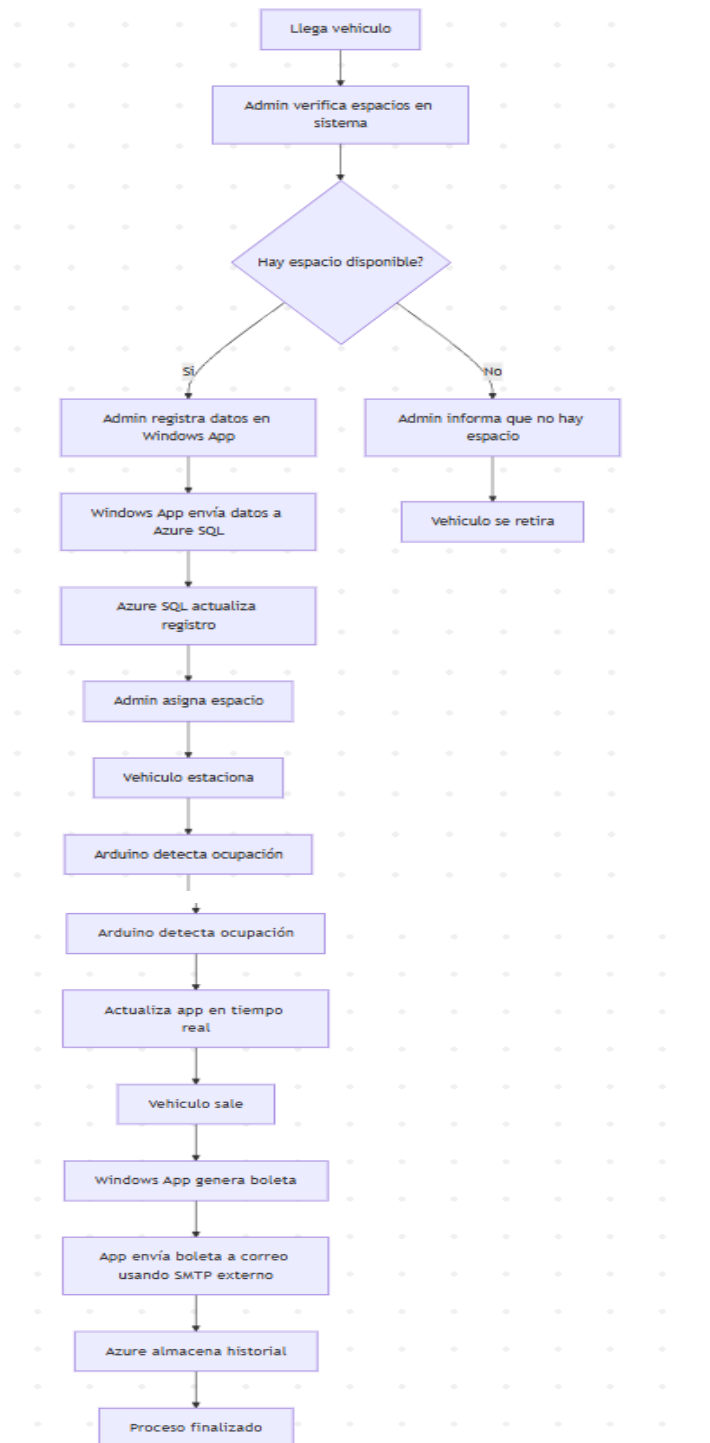 Llega vehiculo
Admin verifica espacios en
sistema
Hay espacio disponible?
Si
No
Admin registra datos en
Windows App
Admin informa que no hay
espacio
Windows App envía datos a
Azure SQL
Vehiculo se retira
Azure SQL actualiza
registro
Admin asigna espacio
Vehiculo estaciona
Arduino detecta ocupación
Arduino detecta ocupación
Actualiza app en tiempo
real
Vehiculo sale
Windows App genera boleta
App envía boleta a correo
usando SMTP externo
Azure almacena historial
Proceso finalizado